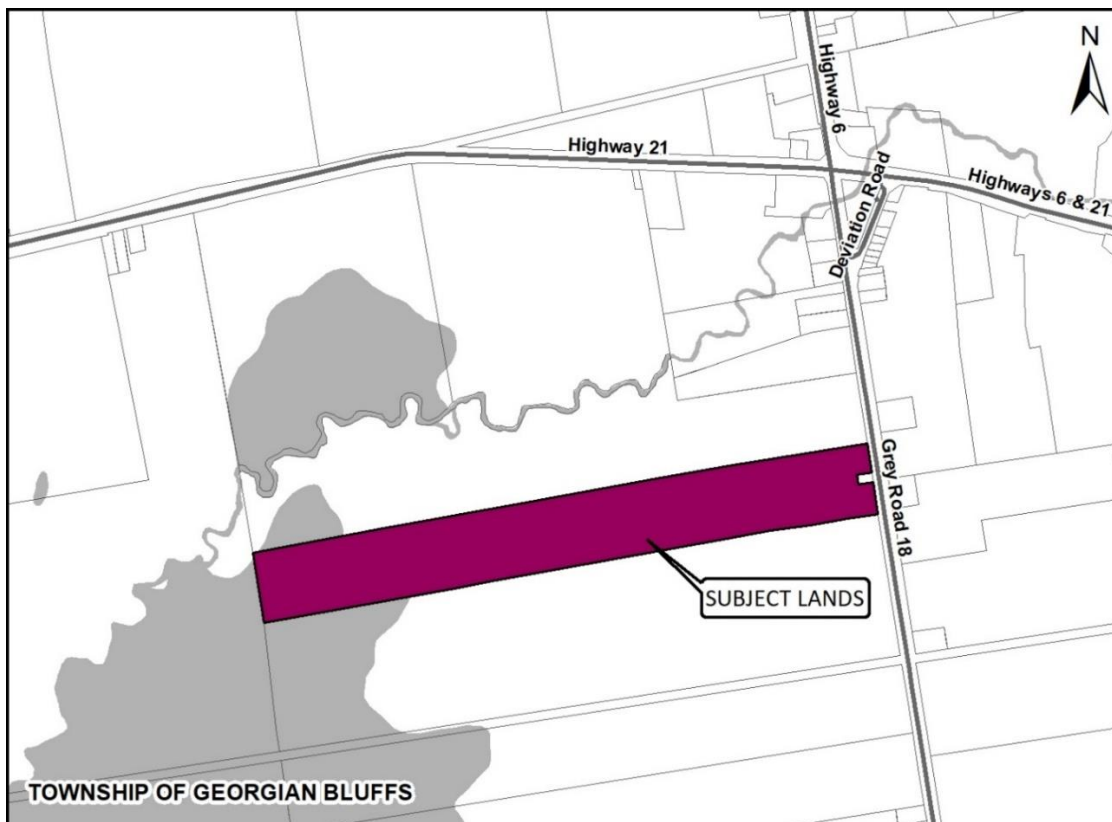 N
Highway 6
Highway 21
Deviation Road
Highways 6 & 21
Grey Road 18
SUBJECT LANDS
TOWNSHIP OF GEORGIAN BLUFFS